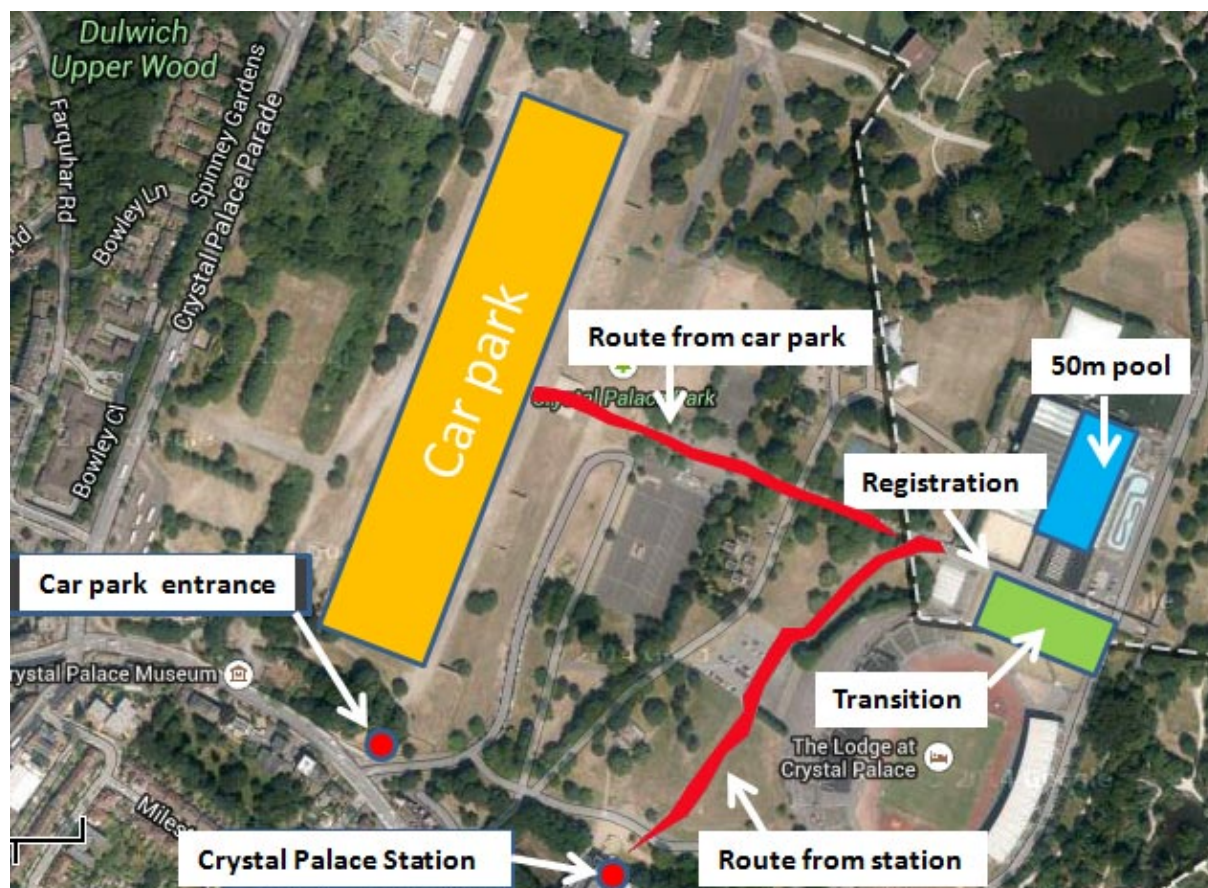 Dulwich
Upper Wood
Farquhar Rd
Spinney Gardens
Bowley Ln
Crystal Palace Parade
Rd
Bowley Cl
Car park
Route from car park
Crystal Palace Park
50m pool
Registration
Car park entrance
Transition
rystal Palace Museum
The Lodge at
Crystal Palace
Miles
Crystal Palace Station
Route from station